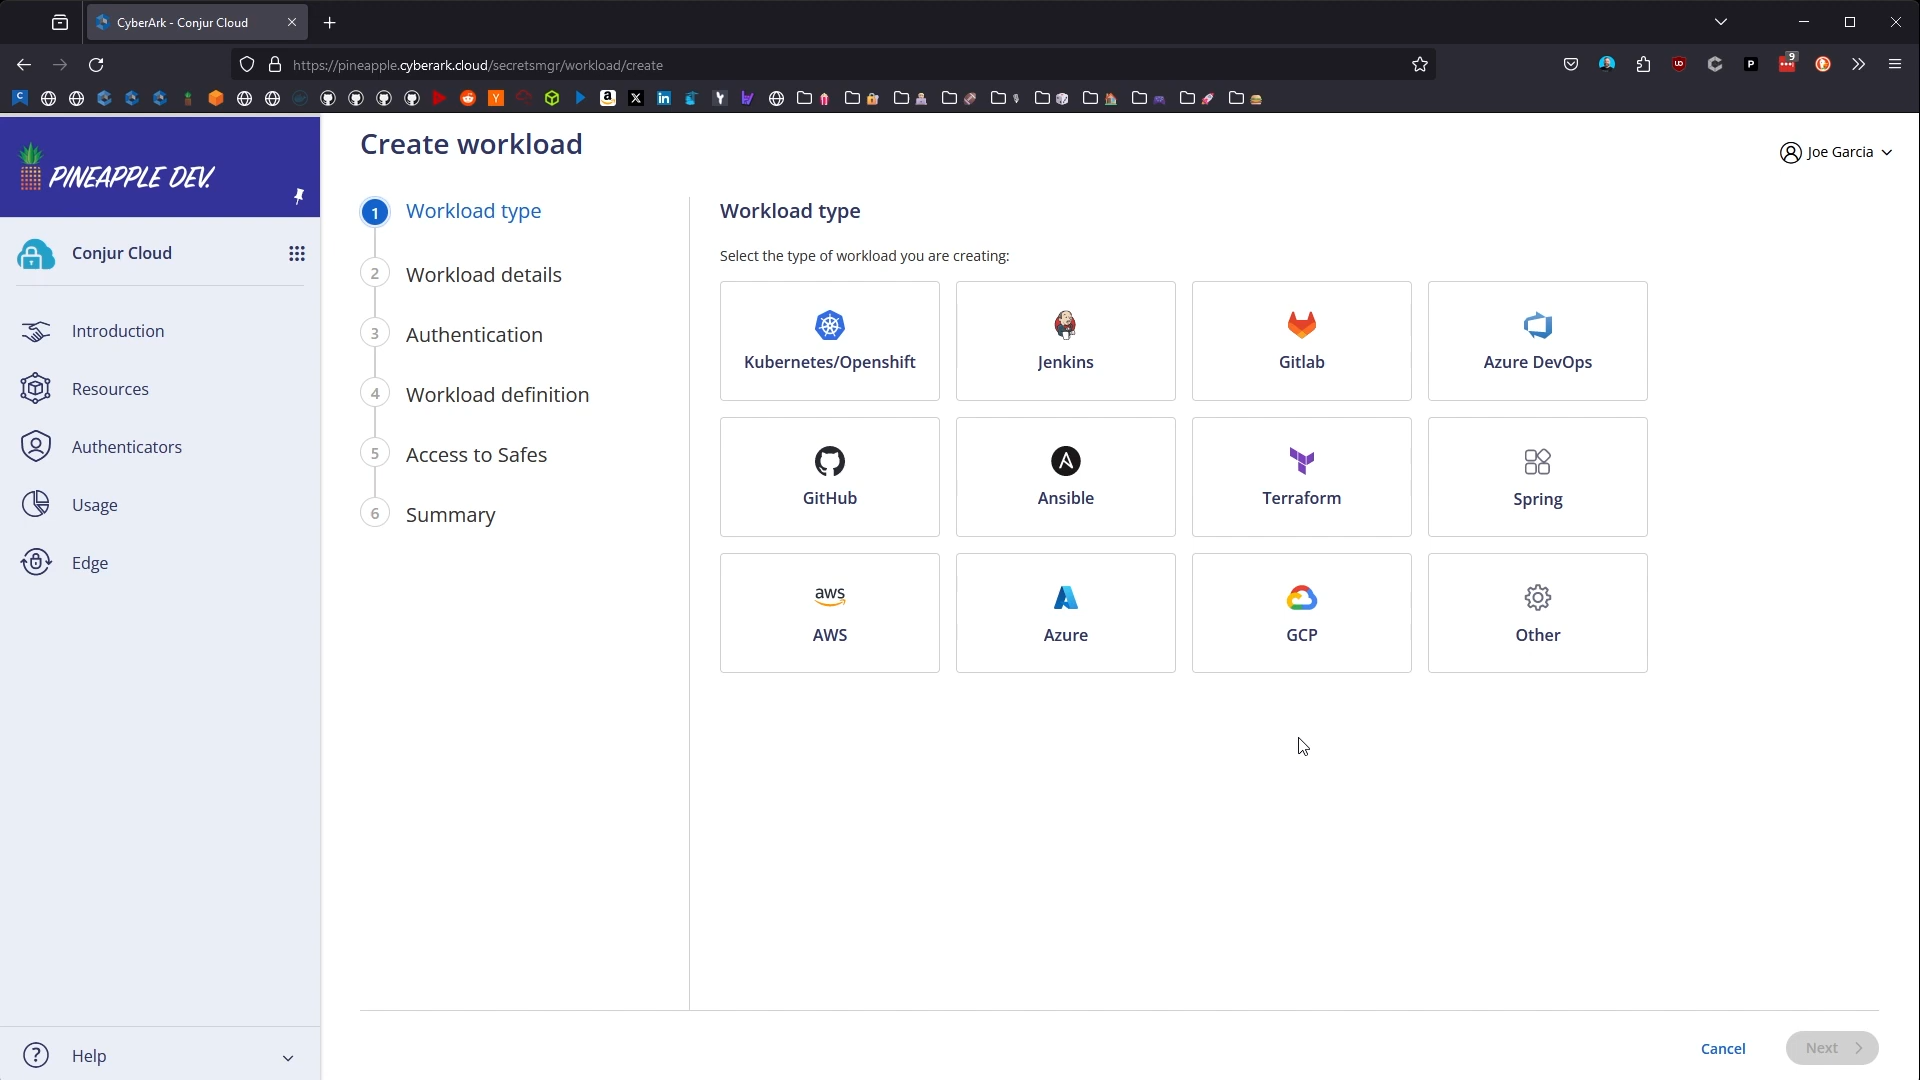 CyberArk - Conjur Cloud
https://pineapple.cyberark.cloud/secretsmgr/workload/create
9
PINEAPPLE DEV.
Conjur Cloud
Introduction
Resources
Authenticators
Usage
Edge
Help
Create workload
Joe Garcia
1 Workload type
2 Workload details
3 Authentication
4 Workload definition
5 Access to Safes
6 Summary
Workload type
Select the type of workload you are creating:
Kubernetes/Openshift
Jenkins
Gitlab
Azure DevOps
GitHub
Ansible
Terraform
Spring
aws
AWS
Azure
GCP
Other
Cancel
Next